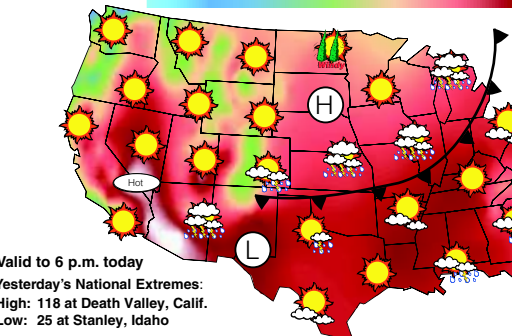 Windy
H
Hot
L
Valid to 6 p.m. today
Yesterday's National Extremes:
High: 118 at Death Valley, Calif.
Low: 25 at Stanley, Idaho